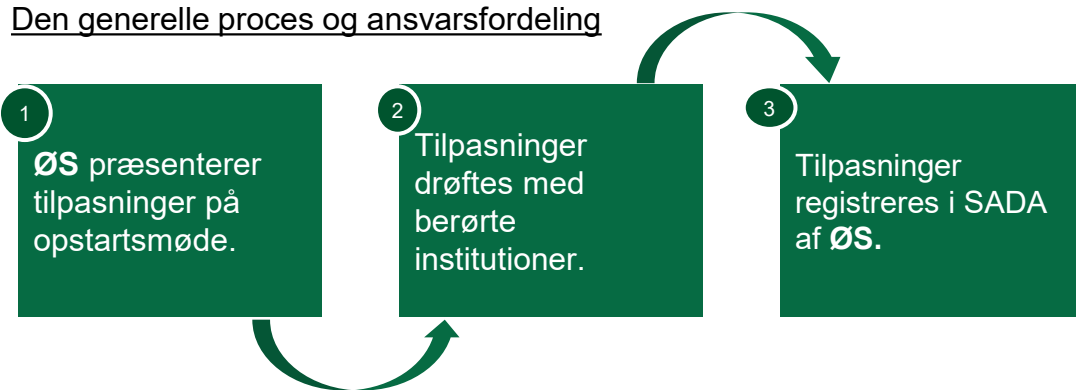 Den generelle proces og ansvarsfordeling
1
ØS præsenterer
tilpasninger på
opstartsmøde.
2
Tilpasninger
drøftes med
berørte
institutioner.
3
Tilpasninger
registreres i SADA
af ØS.